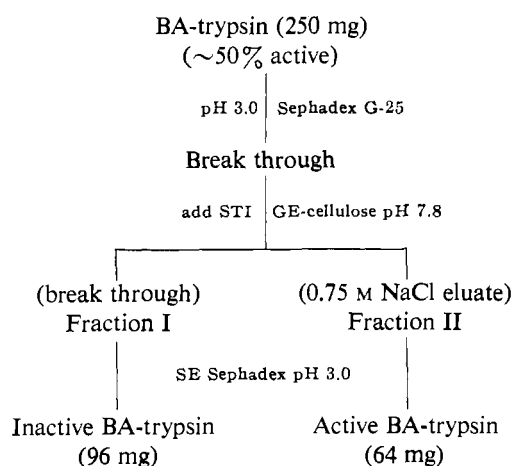 BA-trypsin (250 mg)
(~50% active)
pH 3.0 Sephadex G-25
Break through
add STI GE-cellulose pH 7.8
(break through) (0.75 M NaCl eluate)
Fraction I Fraction II
SE Sephadex pH 3.0
Inactive BA-trypsin Active BA-trypsin
(96 mg) (64 mg)